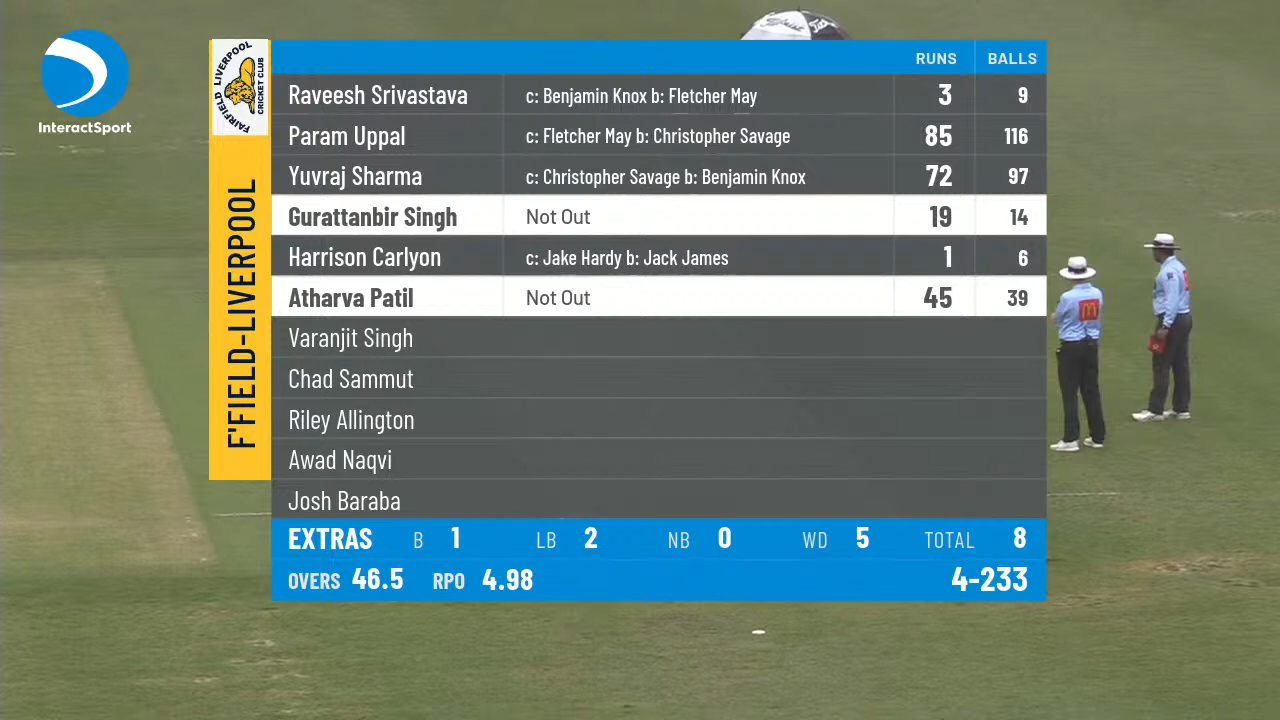 Titleist
InteractSport
FAIRFIELD LIVERPOOL
CRICKET CLUB
F'FIELD-LIVERPOOL
RUNS BALLS
Raveesh Srivastava c: Benjamin Knox b: Fletcher May 3 9
Param Uppal c: Fletcher May b: Christopher Savage 85 116
Yuvraj Sharma c: Christopher Savage b: Benjamin Knox 72 97
Gurattanbir Singh Not Out 19 14
Harrison Carlyon c: Jake Hardy b: Jack James 1 6
Atharva Patil Not Out 45 39
Varanjit Singh
Chad Sammut
Riley Allington
Awad Naqvi
Josh Baraba
EXTRAS B 1 LB 2 NB 0 WD 5 TOTAL 8
OVERS 46.5 RPO 4.98 4-233